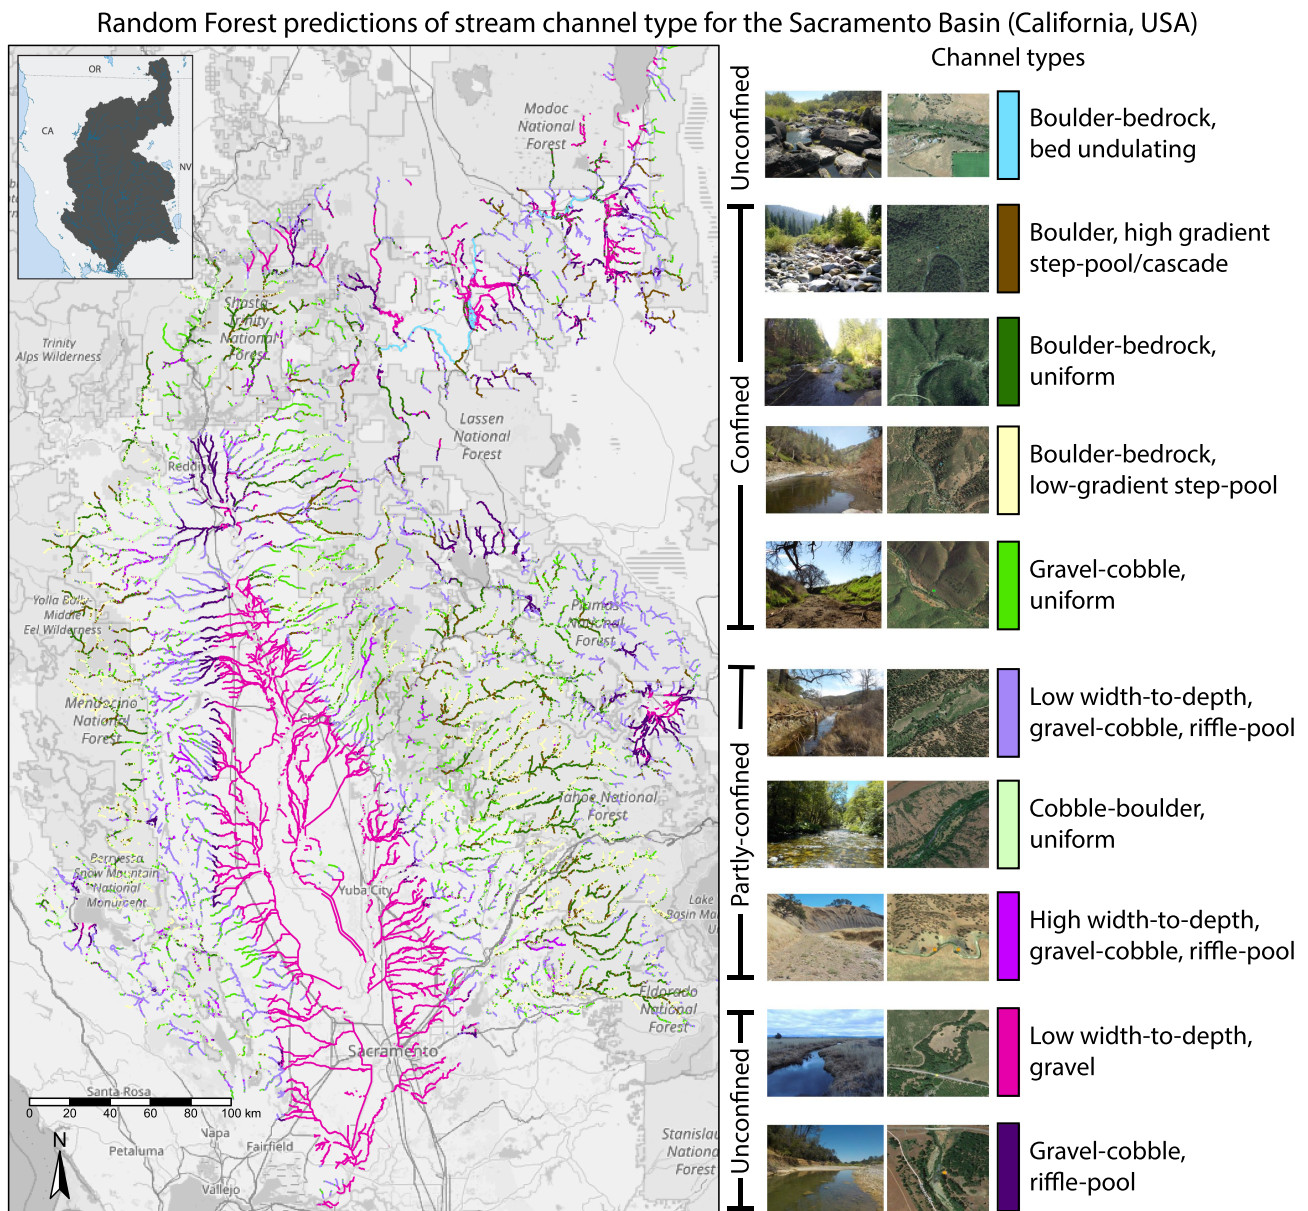 Random Forest predictions of stream channel type for the Sacramento Basin (California, USA)
OR
CA
NV
Modoc
National
Forest
Shasta-
Trinity
National
Forest
Trinity
Alps Wilderness
Lassen
National
Forest
Redding
Yolla Bolly-
Middle
Eel Wilderness
Plumas
National
Forest
Mendocino
National
Forest
Tahoe National
Forest
Berryessa
Snow Mountain
National
Monument
Yuba City
Lake
Basin Ma
Eldorado
National
Forest
Sacramento
Santa Rosa
0 20 40 60 80 100 km
N
Napa
Petaluma
Fairfield
Vallejo
Stanislau
Nationa
Forest
Channel types
Unconfined
Boulder-bedrock,
bed undulating
Confined
Boulder, high gradient
step-pool/cascade
Boulder-bedrock,
uniform
Boulder-bedrock,
low-gradient step-pool
Gravel-cobble,
uniform
Partly-confined
Low width-to-depth,
gravel-cobble, riffle-pool
Cobble-boulder,
uniform
High width-to-depth,
gravel-cobble, riffle-pool
Unconfined
Low width-to-depth,
gravel
Gravel-cobble,
riffle-pool